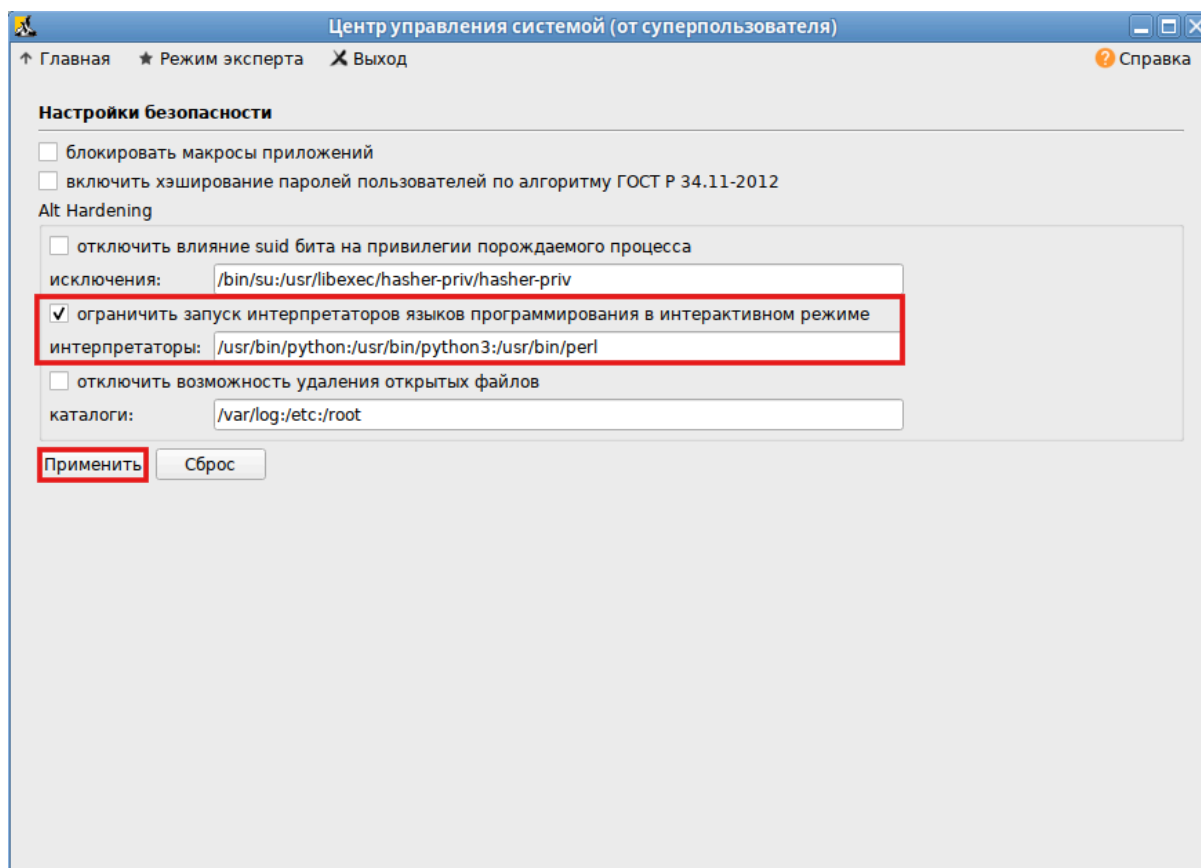 Центр управления системой (от суперпользователя)
Главная Режим эксперта Выход Справка
Настройки безопасности
блокировать макросы приложений
включить хэширование паролей пользователей по алгоритму ГОСТ Р 34.11-2012
Alt Hardening
отключить влияние suid бита на привилегии порождаемого процесса
исключения: /bin/su:/usr/libexec/hasher-priv/hasher-priv
ограничить запуск интерпретаторов языков программирования в интерактивном режиме
интерпретаторы: /usr/bin/python:/usr/bin/python3:/usr/bin/perl
отключить возможность удаления открытых файлов
каталоги: /var/log:/etc:/root
Применить Сброс